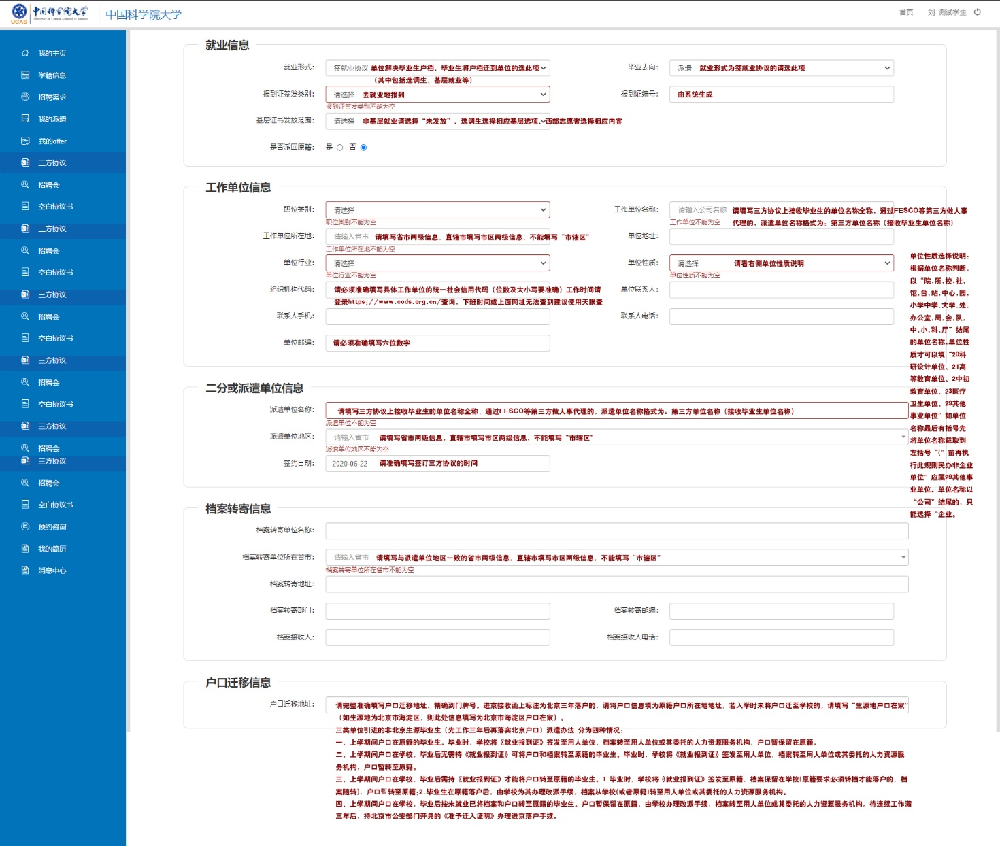 中国科学院大学
University of Chinese Academy of Sciences
UCAS
中国科学院大学
首页 刘_测试学生
我的主页
学籍信息
招聘需求
我的派遣
我的offer
三方协议
招聘会
空白协议书
三方协议
招聘会
空白协议书
三方协议
招聘会
空白协议书
三方协议
招聘会
空白协议书
三方协议
招聘会
三方协议
招聘会
空白协议书
预约咨询
我的简历
消息中心
就业信息
就业形式: 签就业协议 单位解决毕业生户档、毕业生将户档迁到单位的选此项
（其中包括选调生、基层就业等）
毕业去向: 派遣 就业形式为签就业协议的请选此项
报到证签发类别: 请选择 去就业地报到
报到证签发类别不能为空
报到证编号: 由系统生成
基层证书发放范围: 请选择 非基层就业请选择“未发放”、选调生选择相应基层选项、西部志愿者选择相应内容
是否派回原籍: 是 否
工作单位信息
职位类别: 请选择
职位类别不能为空
工作单位名称: 请输入公司名称 请填写三方协议上接收毕业生的单位名称全称，通过FESCO等第三方做人事
工作单位不能为空 代理的，派遣单位名称格式为：第三方单位名称（接收毕业生单位名称）
工作单位所在地: 请输入省市 请填写省市两级信息，直辖市填写市区两级信息，不能填写“市辖区”
工作单位所在地不能为空
单位地址:
单位行业: 请选择
单位行业不能为空
单位性质: 请选择 请看右侧单位性质说明
单位性质不能为空
组织机构代码: 请必须准确填写具体工作单位的统一社会信用代码（位数及大小写要准确）工作时间请
登录https://www.cods.org.cn/查询，下班时间或上面网址无法查到建议使用天眼查
单位联系人:
联系人手机:
联系人电话:
单位邮编: 请必须准确填写六位数字
单位性质选择说明:
根据单位名称判断，
以“院，所，校，社，
馆，台，站，中心，园，
小学中学，大学，处，
办公室，局，会，队，
中，小，科，厅”结尾
的单位名称，单位性
质才可以填“20科
研设计单位、21高
等教育单位、2中初
教育单位、23医疗
卫生单位、29其他
事业单位”如单位
名称最后有括号先
将单位名称截取到
左括号“(”前再执
行此规则民办非企业
单位”应属29其他事
业单位。单位名称以
“公司”结尾的，只
能选择“企业。
二分或派遣单位信息
派遣单位名称: 请填写三方协议上接收毕业生的单位名称全称，通过FESCO等第三方做人事代理的，派遣单位名称格式为：第三方单位名称（接收毕业生单位名称）
派遣单位不能为空
派遣单位地区: 请输入省市 请填写省市两级信息，直辖市填写市区两级信息，不能填写“市辖区”
派遣单位地区不能为空
签约日期: 2020-06-22 请准确填写签订三方协议的时间
档案转寄信息
档案转寄单位名称:
档案转寄单位所在省市: 请输入省市 请填写与派遣单位地区一致的省市两级信息，直辖市填写市区两级信息，不能填写“市辖区”
档案转寄单位所在省市不能为空
档案转寄地址:
档案转寄部门:
档案转寄邮编:
档案接收人:
档案接收人电话:
户口迁移信息
户口迁移地址: 请完整准确填写户口迁移地址、精确到门牌号。进京接收函上标注为北京三年落户的，请将户口信息填为原籍户口所在地地址，若入学时未将户口迁至学校的，请填写“生源地户口在家”
（如生源地为北京市海淀区，则此处信息填写为北京市海淀区户口在家）。
三类单位引进的非北京生源毕业生（先工作三年后再落实北京户口）派遣办法 分为四种情况：
一、上学期间户口在原籍的毕业生。毕业时，学校将《就业报到证》签发至用人单位，档案转至用人单位或其委托的人力资源服务机构，户口暂保留在原籍。
二、上学期间户口在学校，毕业后无需持《就业报到证》可将户口和档案转至原籍的毕业生。毕业时，学校将《就业报到证》签发至用人单位，档案转至用人单位或其委托的人力资源服
务机构，户口暂转至原籍。
三、上学期间户口在学校，毕业后需持《就业报到证》才能将户口转至原籍的毕业生。1.毕业时，学校将《就业报到证》签发至原籍，档案保留在学校(原籍要求必须转档才能落户的，档
案随转)，户口暂转至原籍;2.毕业生在原籍落户后，由学校为其办理改派手续，档案从学校(或者原籍)转至用人单位或其委托的人力资源服务机构。
四、上学期间户口在学校，毕业后按未就业已将档案和户口转至原籍的毕业生。户口暂保留在原籍，由学校办理改派手续，档案转至用人单位或其委托的人力资源服务机构。待连续工作满
三年后，持北京市公安部门开具的《准予迁入证明》办理进京落户手续。